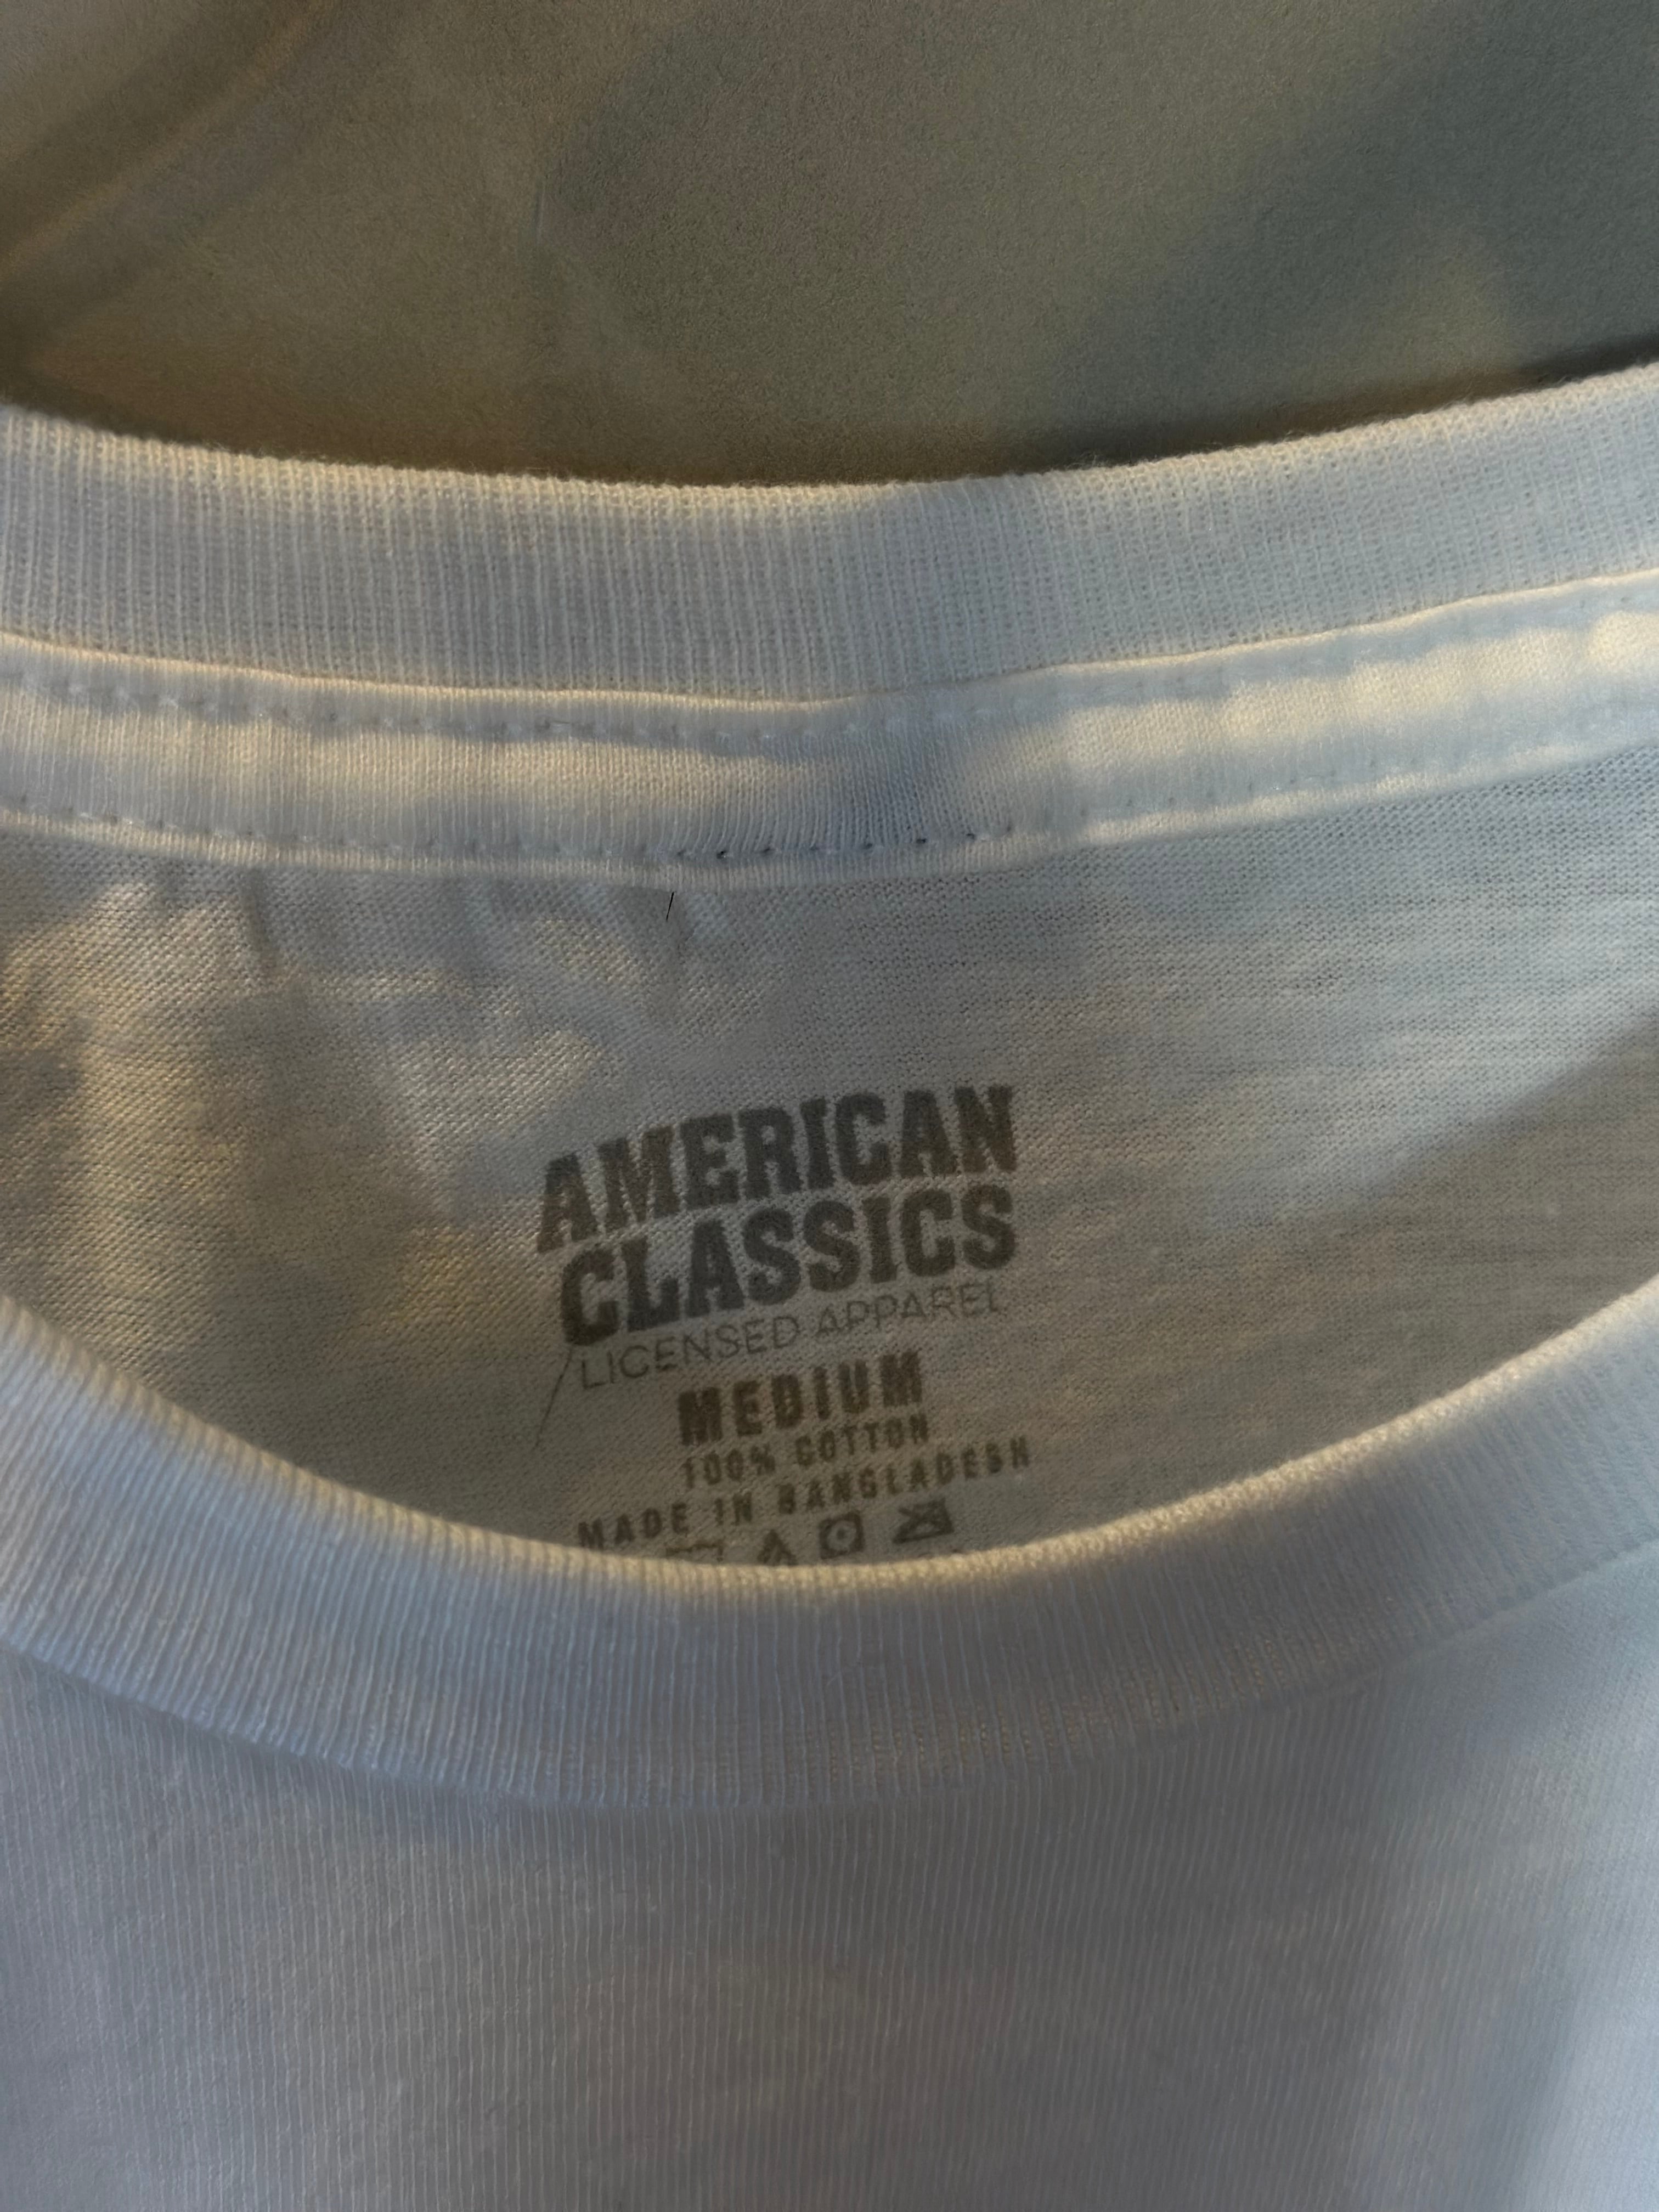 AMERICAN
CLASSICS
LICENSED APPAREL
MEDIUM
100% COTTON
MADE IN BANGLADESH